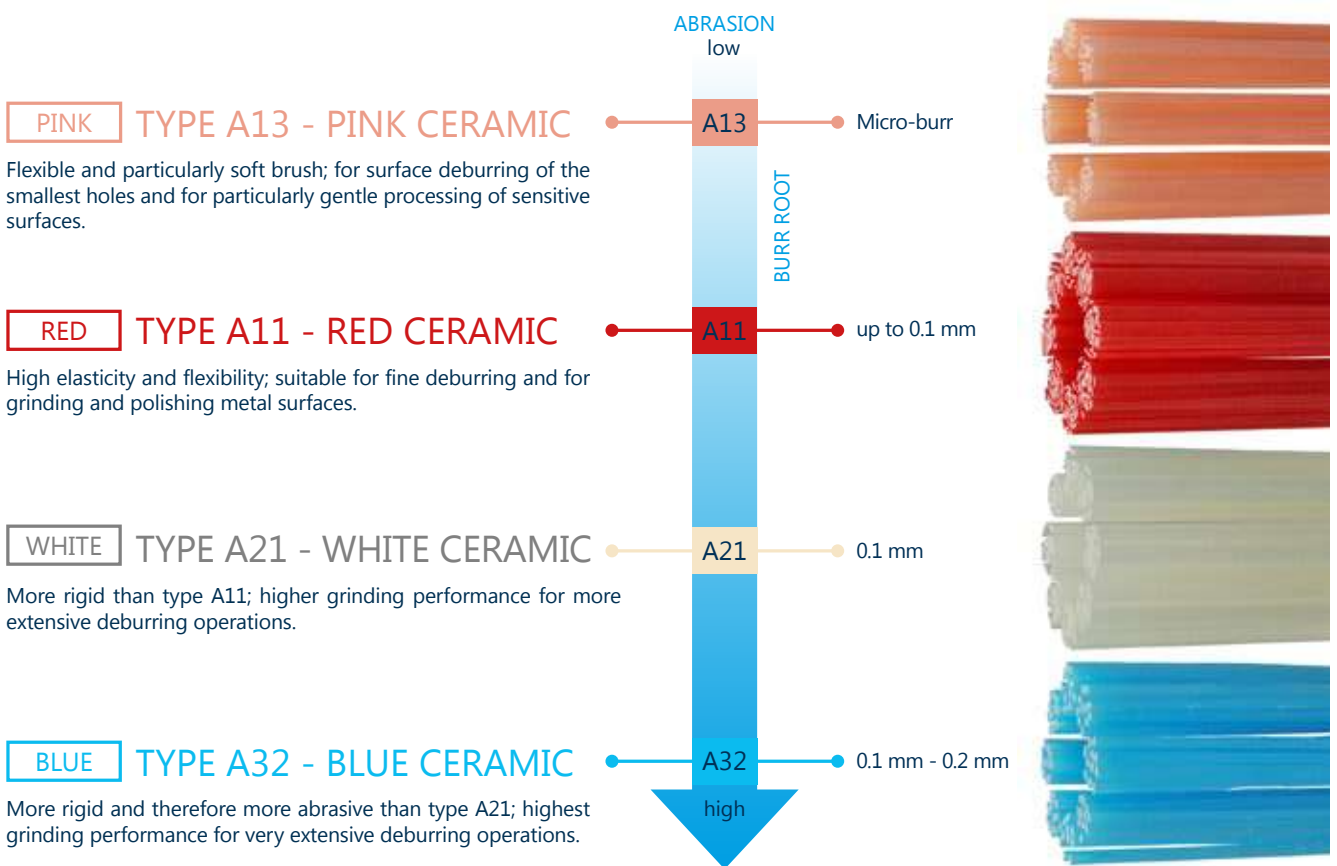 ABRASION
low
PINK
TYPE A13 - PINK CERAMIC
A13
Micro-burr
Flexible and particularly soft brush; for surface deburring of the
smallest holes and for particularly gentle processing of sensitive
surfaces.
BURR ROOT
RED
TYPE A11 - RED CERAMIC
A11
up to 0.1 mm
High elasticity and flexibility; suitable for fine deburring and for
grinding and polishing metal surfaces.
WHITE
TYPE A21 - WHITE CERAMIC
A21
0.1 mm
More rigid than type A11; higher grinding performance for more
extensive deburring operations.
BLUE
TYPE A32 - BLUE CERAMIC
A32
0.1 mm - 0.2 mm
More rigid and therefore more abrasive than type A21; highest
grinding performance for very extensive deburring operations.
high